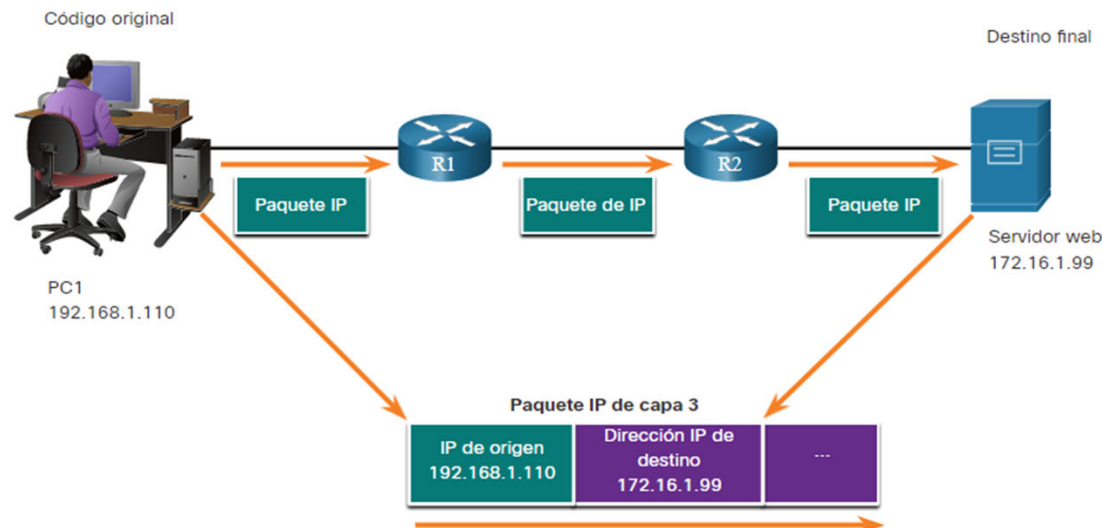 Código original
Destino final
R1
R2
Paquete IP
Paquete de IP
Paquete IP
Servidor web
172.16.1.99
PC1
192.168.1.110
Paquete IP de capa 3
IP de origen
192.168.1.110
Dirección IP de
destino
172.16.1.99
---